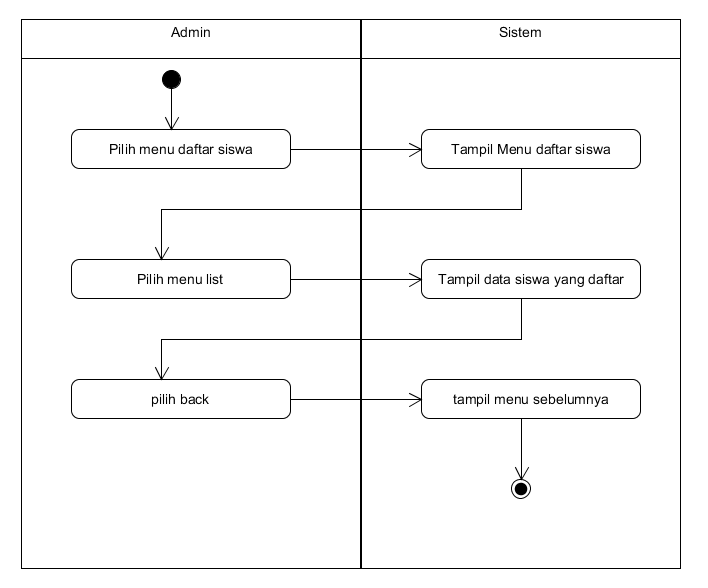 Admin
Sistem
Pilih menu daftar siswa
Tampil Menu daftar siswa
Pilih menu list
Tampil data siswa yang daftar
pilih back
tampil menu sebelumnya